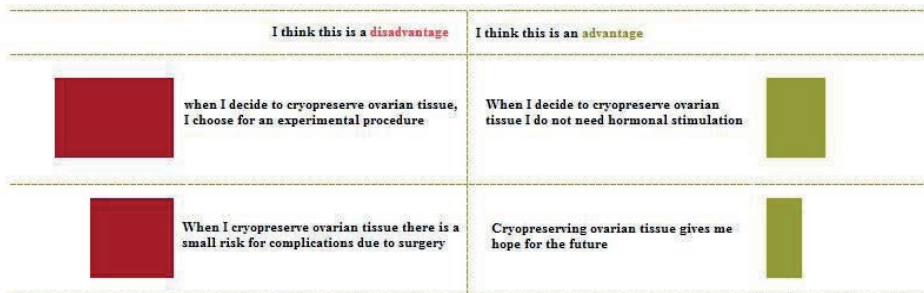 I think this is a disadvantage
I think this is an advantage
when I decide to cryopreserve ovarian tissue,
I choose for an experimental procedure
When I decide to cryopreserve ovarian
tissue I do not need hormonal stimulation
When I cryopreserve ovarian tissue there is a
small risk for complications due to surgery
Cryopreserving ovarian tissue gives me
hope for the future